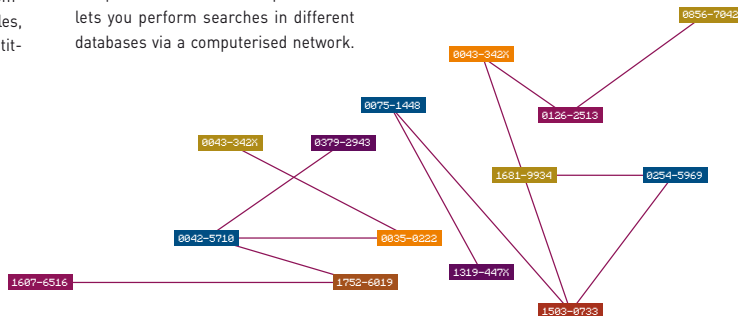 les,
tit-
lets you perform searches in different
databases via a computerised network.
0856-7042
0043-342X
0075-1448
0126-2513
0043-342X
0379-2943
1681-9934
0254-5969
0042-5710
0035-0222
1319-447X
1607-6516
1752-6019
1503-0733